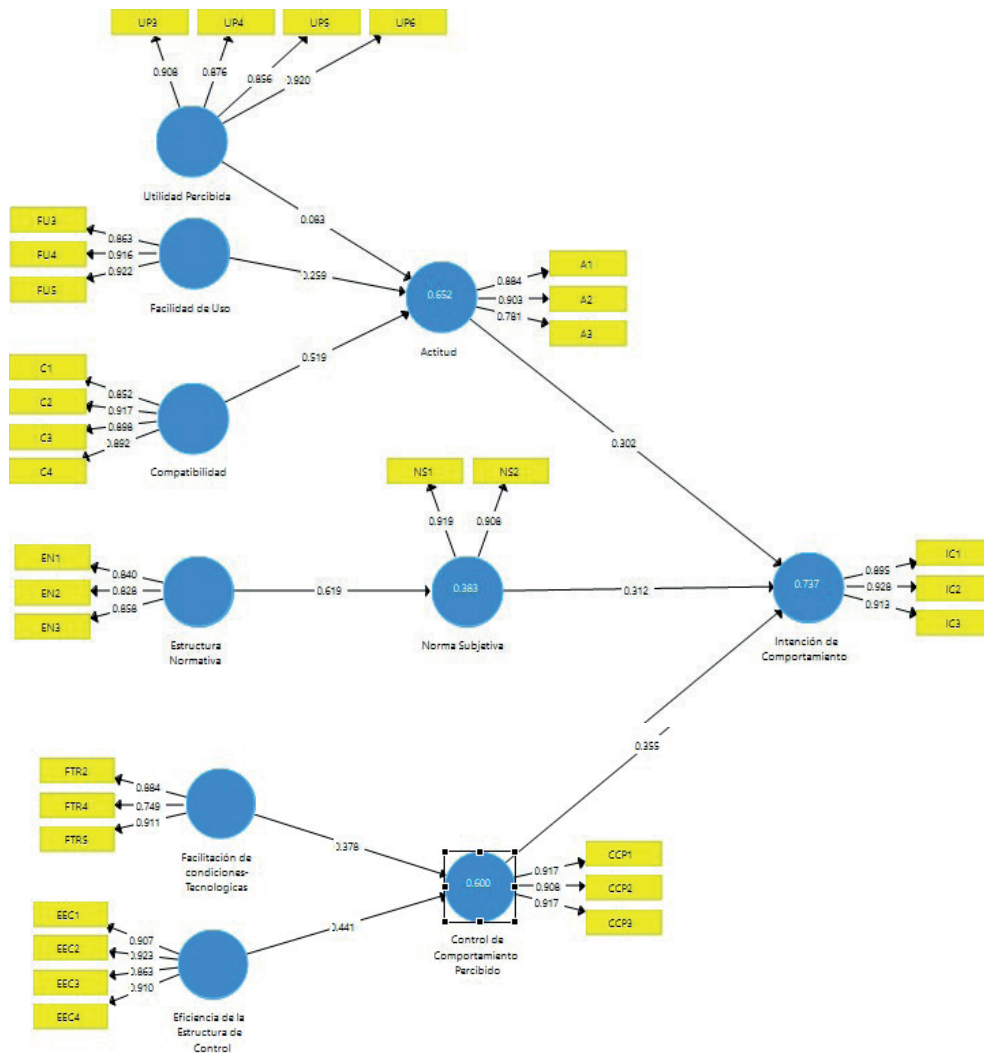 UP3 UP4 UP5 UP6
0.908 0.876 0.856 0.920
Utilidad Percibida
0.083
FU3
FU4
FU5
0.863
0.916
0.922
Facilidad de Uso
0.259
C1
C2
C3
C4
0.852
0.917
0.898
0.892
Compatibilidad
0.519
0.652
Actitud
0.884
0.903
0.781
A1
A2
A3
0.302
NS1 NS2
0.919 0.908
EN1
EN2
EN3
0.840
0.828
0.858
Estructura
Normativa
0.619
0.383
Norma Subjetiva
0.312
0.737
Intención de
Comportamiento
0.895
0.928
0.913
IC1
IC2
IC3
0.355
FTR2
FTR4
FTR5
0.884
0.749
0.911
Facilitación de
condiciones-
Tecnologicas
0.378
EEC1
EEC2
EEC3
EEC4
0.907
0.923
0.863
0.910
Eficiencia de la
Estructura de
Control
0.441
0.600
Control de
Comportamiento
Percibido
0.917
0.908
0.917
CCP1
CCP2
CCP3